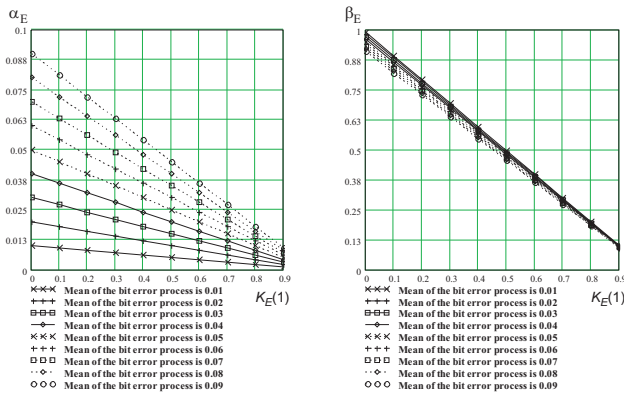 α_E
0.1
0.088
0.075
0.063
0.05
0.038
0.025
0.013
0
0 0.1 0.2 0.3 0.4 0.5 0.6 0.7 0.8 0.9
K_E(1)
Mean of the bit error process is 0.01
Mean of the bit error process is 0.02
Mean of the bit error process is 0.03
Mean of the bit error process is 0.04
Mean of the bit error process is 0.05
Mean of the bit error process is 0.06
Mean of the bit error process is 0.07
Mean of the bit error process is 0.08
Mean of the bit error process is 0.09
β_E
1
0.88
0.75
0.63
0.5
0.38
0.25
0.13
0
0 0.1 0.2 0.3 0.4 0.5 0.6 0.7 0.8 0.9
K_E(1)
Mean of the bit error process is 0.01
Mean of the bit error process is 0.02
Mean of the bit error process is 0.03
Mean of the bit error process is 0.04
Mean of the bit error process is 0.05
Mean of the bit error process is 0.06
Mean of the bit error process is 0.07
Mean of the bit error process is 0.08
Mean of the bit error process is 0.09